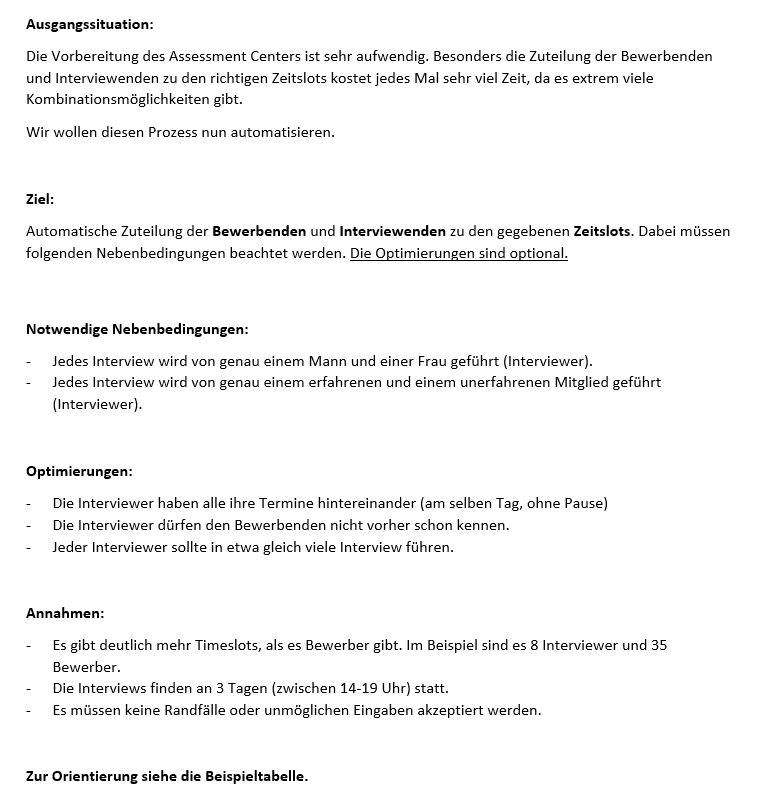 Ausgangssituation:
Die Vorbereitung des Assessment Centers ist sehr aufwendig. Besonders die Zuteilung der Bewerbenden
und Interviewenden zu den richtigen Zeitslots kostet jedes Mal sehr viel Zeit, da es extrem viele
Kombinationsmöglichkeiten gibt.
Wir wollen diesen Prozess nun automatisieren.
Ziel:
Automatische Zuteilung der Bewerbenden und Interviewenden zu den gegebenen Zeitslots. Dabei müssen
folgenden Nebenbedingungen beachtet werden. Die Optimierungen sind optional.
Notwendige Nebenbedingungen:
- Jedes Interview wird von genau einem Mann und einer Frau geführt (Interviewer).
- Jedes Interview wird von genau einem erfahrenen und einem unerfahrenen Mitglied geführt
(Interviewer).
Optimierungen:
- Die Interviewer haben alle ihre Termine hintereinander (am selben Tag, ohne Pause)
- Die Interviewer dürfen den Bewerbenden nicht vorher schon kennen.
- Jeder Interviewer sollte in etwa gleich viele Interview führen.
Annahmen:
- Es gibt deutlich mehr Timeslots, als es Bewerber gibt. Im Beispiel sind es 8 Interviewer und 35
Bewerber.
- Die Interviews finden an 3 Tagen (zwischen 14-19 Uhr) statt.
- Es müssen keine Randfälle oder unmöglichen Eingaben akzeptiert werden.
Zur Orientierung siehe die Beispieltabelle.